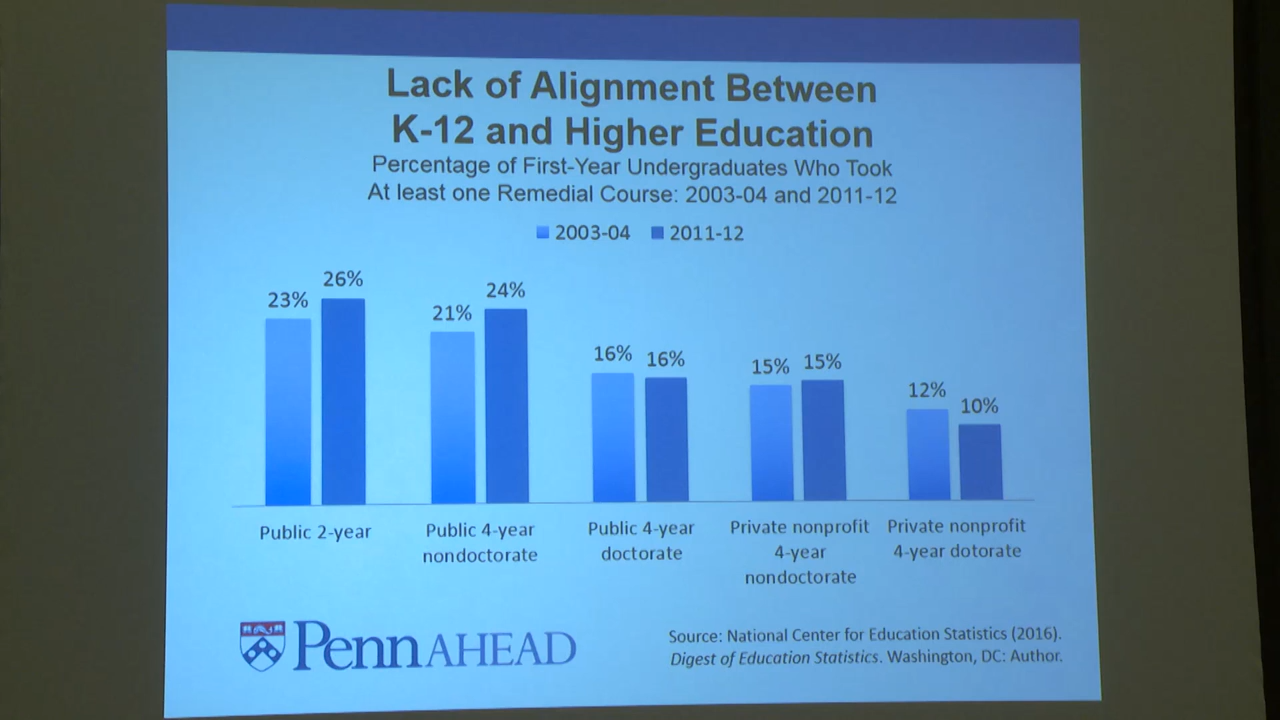 Lack of Alignment Between
K-12 and Higher Education
Percentage of First-Year Undergraduates Who Took
At least one Remedial Course: 2003-04 and 2011-12
2003-04 2011-12
23% 26%
21% 24%
16% 16%
15% 15%
12% 10%
Public 2-year
Public 4-year
nondoctorate
Public 4-year
doctorate
Private nonprofit
4-year
nondoctorate
Private nonprofit
4-year dotorate
Penn AHEAD
Source: National Center for Education Statistics (2016).
Digest of Education Statistics. Washington, DC: Author.